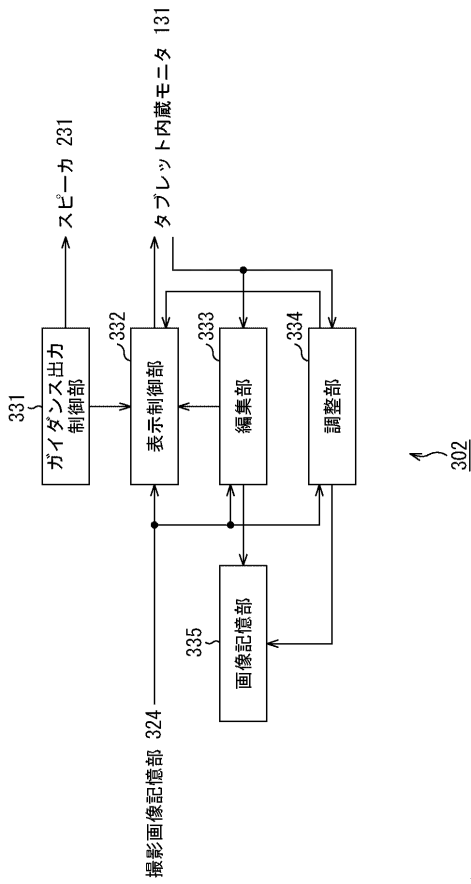 331
ガイダンス出力
制御部
スピーカ 231
332
表示制御部
タブレット内蔵モニタ 131
撮影画像記憶部 324
333
編集部
335
画像記憶部
334
調整部
302